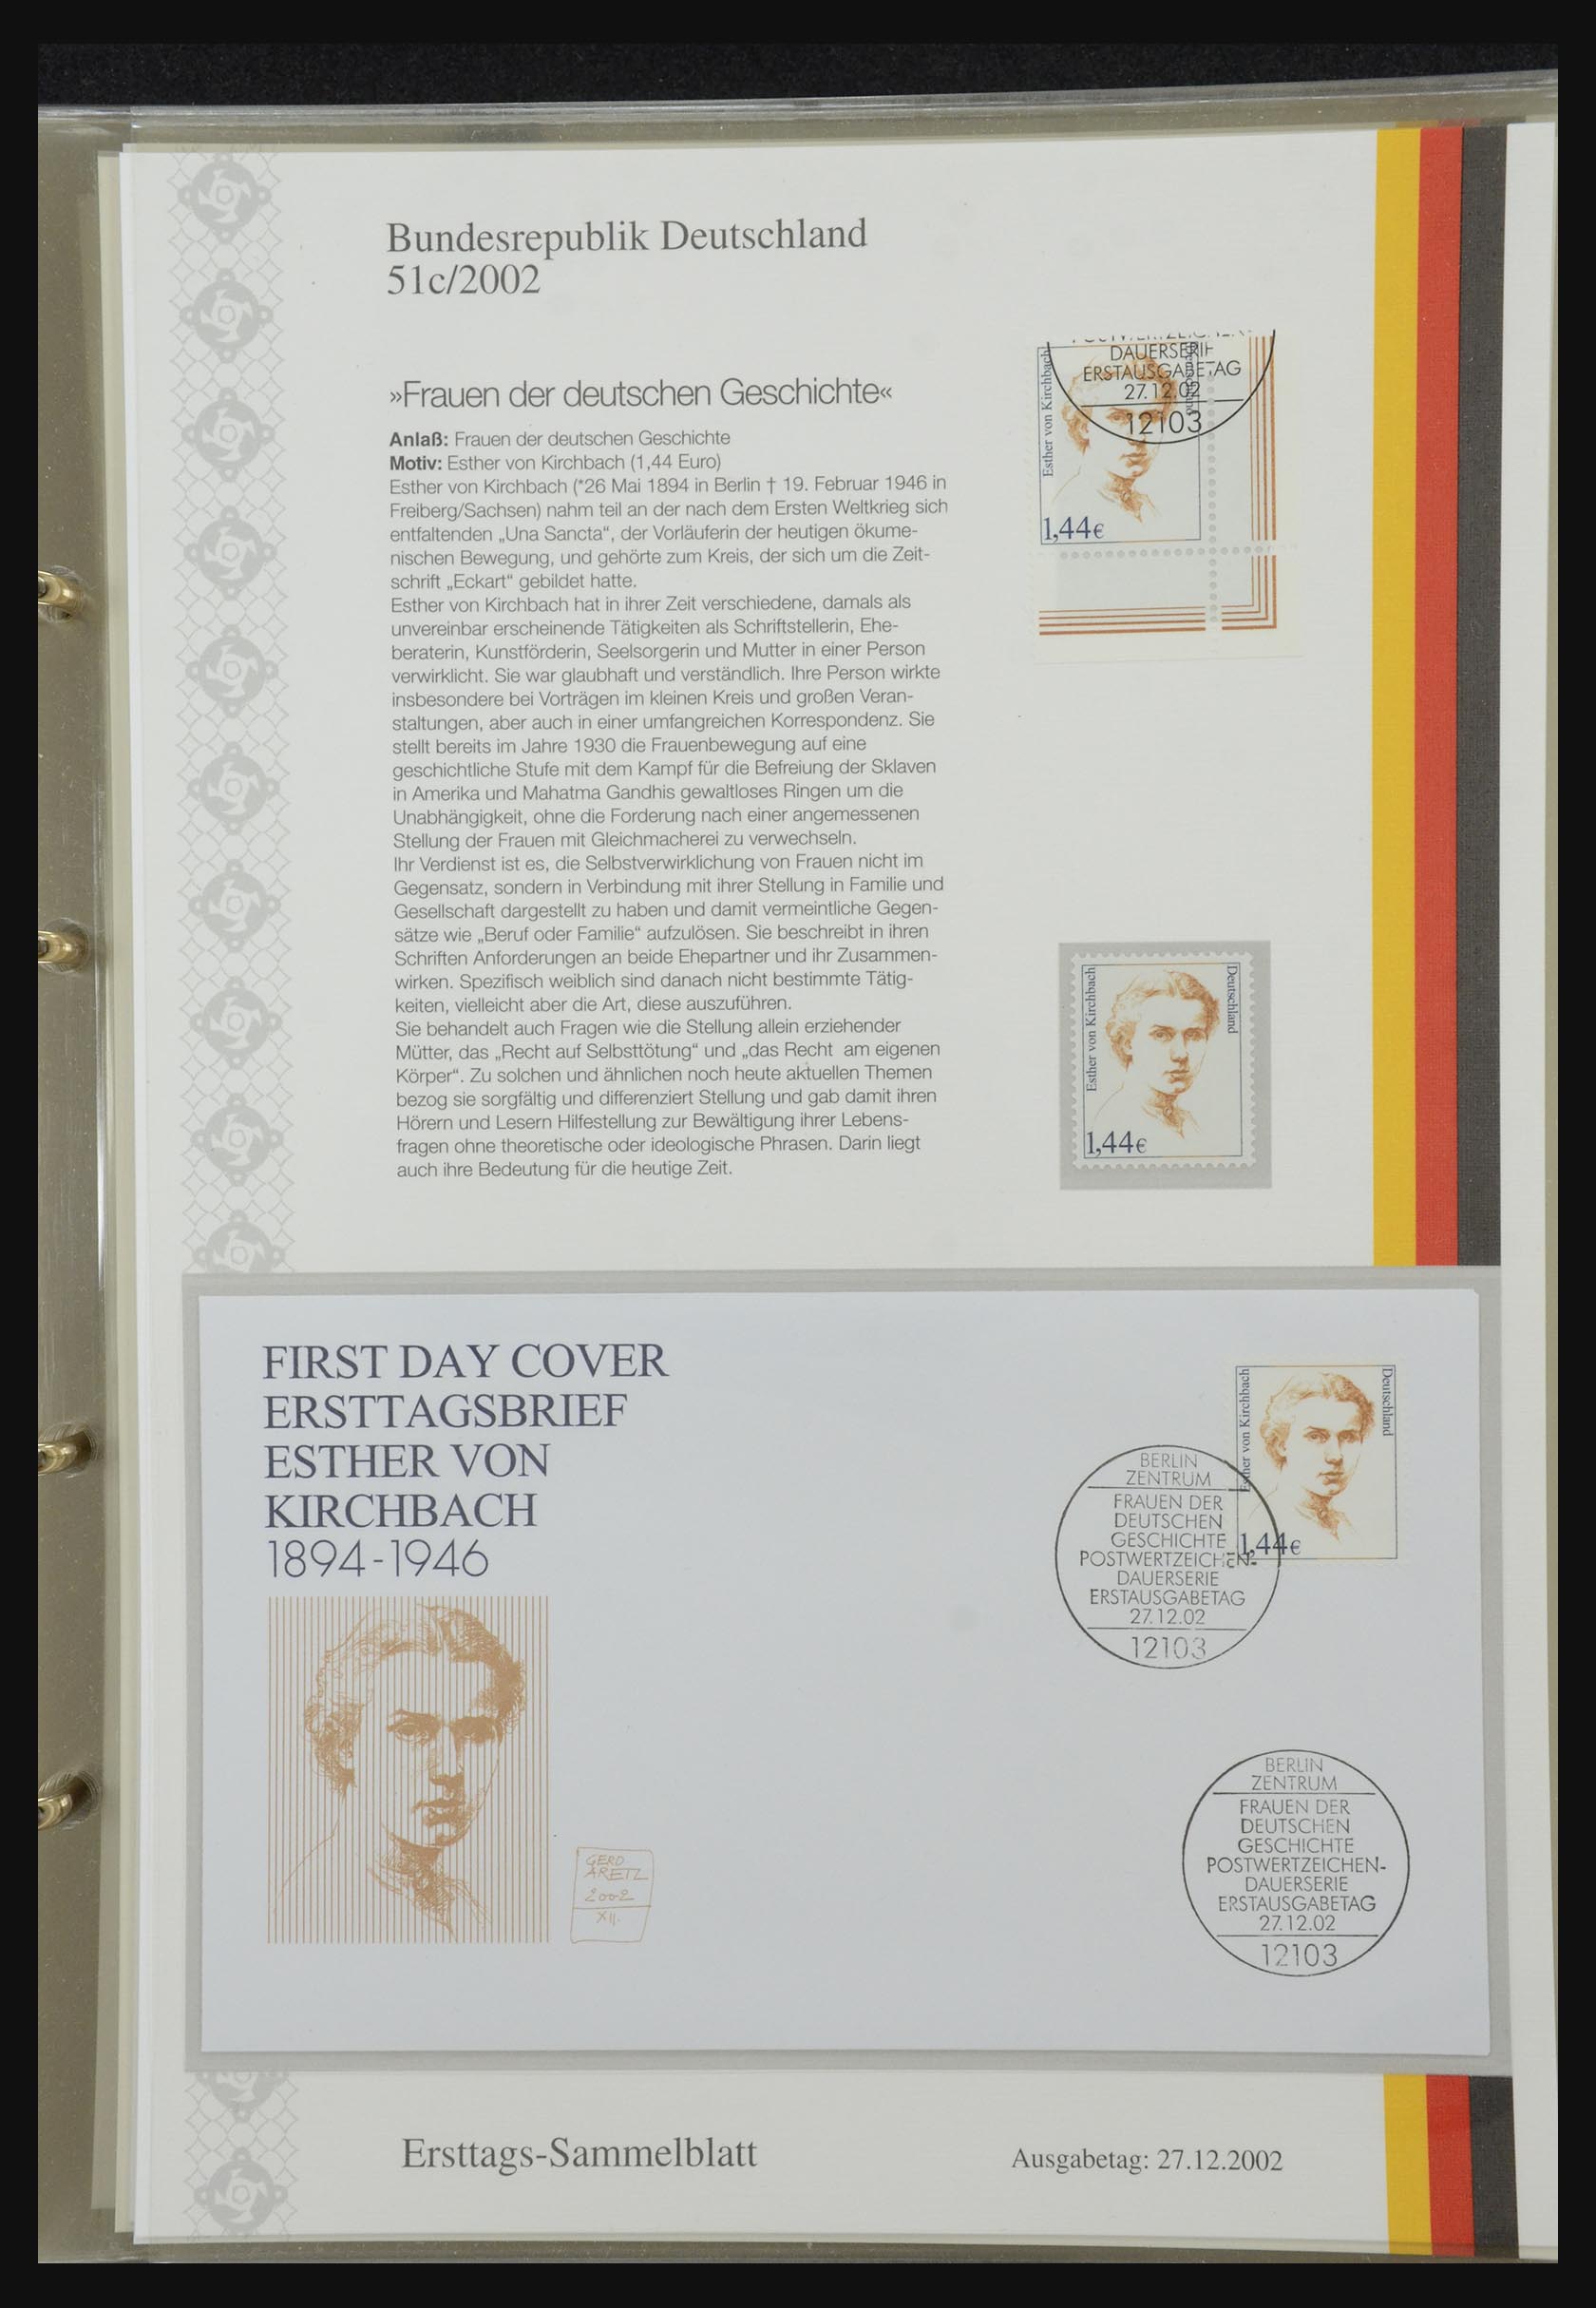 Bundesrepublik Deutschland
51c/2002
»Frauen der deutschen Geschichte«
Anlaß: Frauen der deutschen Geschichte
Motiv: Esther von Kirchbach (1,44 Euro)
Esther von Kirchbach (*26 Mai 1894 in Berlin † 19. Februar 1946 in
Freiberg/Sachsen) nahm teil an der nach dem Ersten Weltkrieg sich
entfaltenden „Una Sancta“, der Vorläuferin der heutigen ökume-
nischen Bewegung, und gehörte zum Kreis, der sich um die Zeit-
schrift „Eckart“ gebildet hatte.
Esther von Kirchbach hat in ihrer Zeit verschiedene, damals als
unvereinbar erscheinende Tätigkeiten als Schriftstellerin, Ehe-
beraterin, Kunstförderin, Seelsorgerin und Mutter in einer Person
verwirklicht. Sie war glaubhaft und verständlich. Ihre Person wirkte
insbesondere bei Vorträgen im kleinen Kreis und großen Veran-
staltungen, aber auch in einer umfangreichen Korrespondenz. Sie
stellt bereits im Jahre 1930 die Frauenbewegung auf eine
geschichtliche Stufe mit dem Kampf für die Befreiung der Sklaven
in Amerika und Mahatma Gandhis gewaltloses Ringen um die
Unabhängigkeit, ohne die Forderung nach einer angemessenen
Stellung der Frauen mit Gleichmacherei zu verwechseln.
Ihr Verdienst ist es, die Selbstverwirklichung von Frauen nicht im
Gegensatz, sondern in Verbindung mit ihrer Stellung in Familie und
Gesellschaft dargestellt zu haben und damit vermeintliche Gegen-
sätze wie „Beruf oder Familie“ aufzulösen. Sie beschreibt in ihren
Schriften Anforderungen an beide Ehepartner und ihr Zusammen-
wirken. Spezifisch weiblich sind danach nicht bestimmte Tätig-
keiten, vielleicht aber die Art, diese auszuführen.
Sie behandelt auch Fragen wie die Stellung allein erziehender
Mütter, das „Recht auf Selbsttötung“ und „das Recht am eigenen
Körper“. Zu solchen und ähnlichen noch heute aktuellen Themen
bezog sie sorgfältig und differenziert Stellung und gab damit ihren
Hörern und Lesern Hilfestellung zur Bewältigung ihrer Lebens-
fragen ohne theoretische oder ideologische Phrasen. Darin liegt
auch ihre Bedeutung für die heutige Zeit.
DAUERSERIE
ERSTAUSGABETAG
27.12.02
12103
Esther von Kirchbach
1,44€
Esther von Kirchbach
Deutschland
1,44€
FIRST DAY COVER
ERSTTAGSBRIEF
ESTHER VON
KIRCHBACH
1894-1946
GERD
ARETZ
2002
XII.
Esther von Kirchbach
Deutschland
1,44€
BERLIN
ZENTRUM
FRAUEN DER
DEUTSCHEN
GESCHICHTE
POSTWERTZEICHEN-
DAUERSERIE
ERSTAUSGABETAG
27.12.02
12103
BERLIN
ZENTRUM
FRAUEN DER
DEUTSCHEN
GESCHICHTE
POSTWERTZEICHEN-
DAUERSERIE
ERSTAUSGABETAG
27.12.02
12103
Ersttags-Sammelblatt
Ausgabetag: 27.12.2002